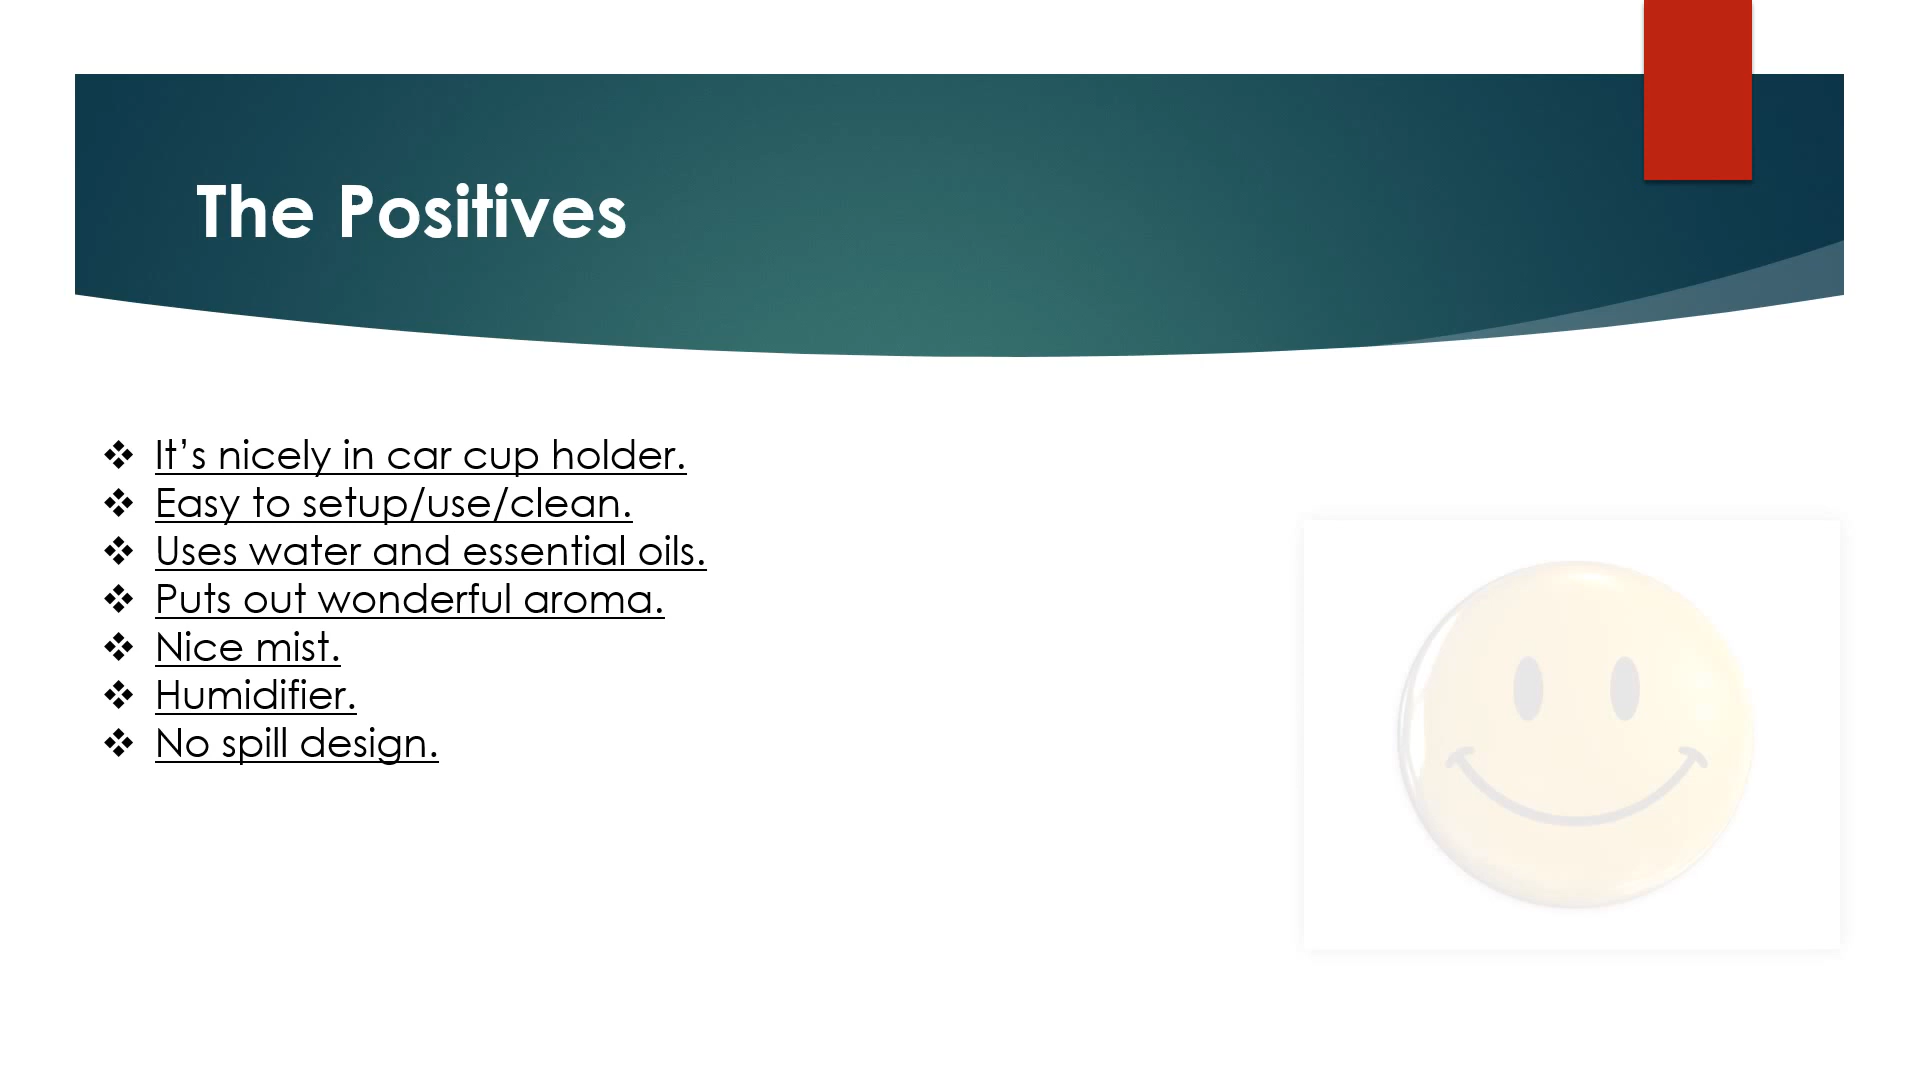 The Positives
❖ It’s nicely in car cup holder.
❖ Easy to setup/use/clean.
❖ Uses water and essential oils.
❖ Puts out wonderful aroma.
❖ Nice mist.
❖ Humidifier.
❖ No spill design.